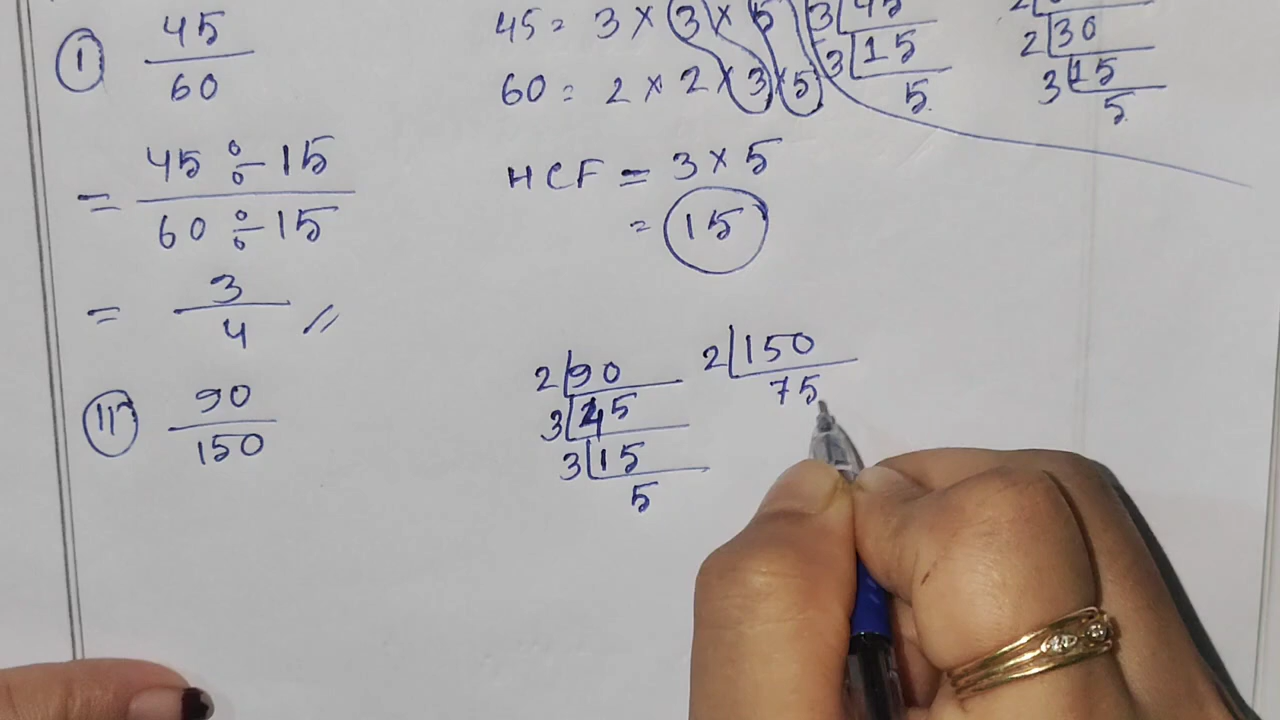 (I) 45/60
= 45 ÷ 15 / 60 ÷ 15
= 3/4 //
(II) 90/150
45 = 3 × 3 × 5
60 = 2 × 2 × 3 × 5
HCF = 3 × 5
= 15
3 | 45
3 | 15
5
2 | 30
3 | 15
5
2 | 90
3 | 45
3 | 15
5
2 | 150
75